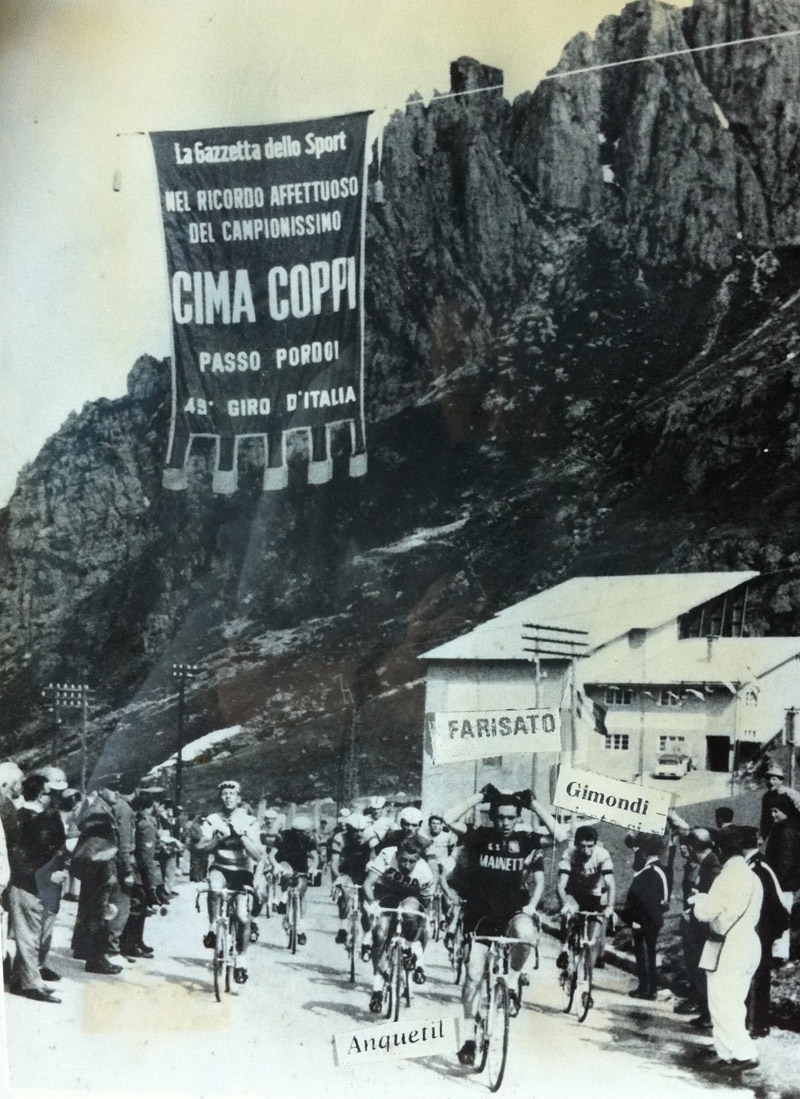 La Gazzetta dello Sport
NEL RICORDO AFFETTUOSO
DEL CAMPIONISSIMO
CIMA COPPI
PASSO PORDOI
49° GIRO D'ITALIA
FARISATO
Gimondi
G.S.
MAINETTI
Anquetil